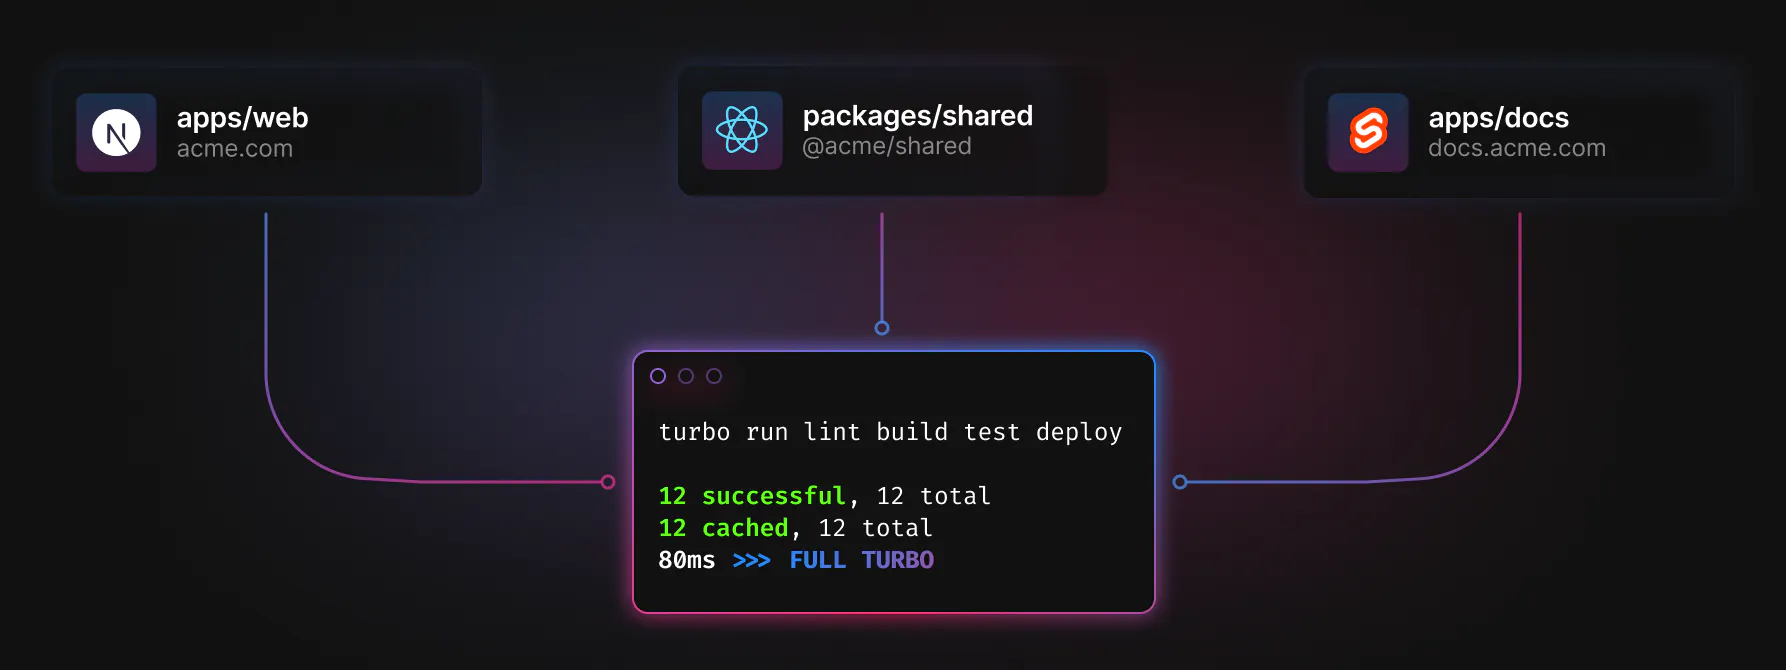 apps/web
acme.com
packages/shared
@acme/shared
apps/docs
docs.acme.com
turbo run lint build test deploy
12 successful, 12 total
12 cached, 12 total
80ms >>> FULL TURBO